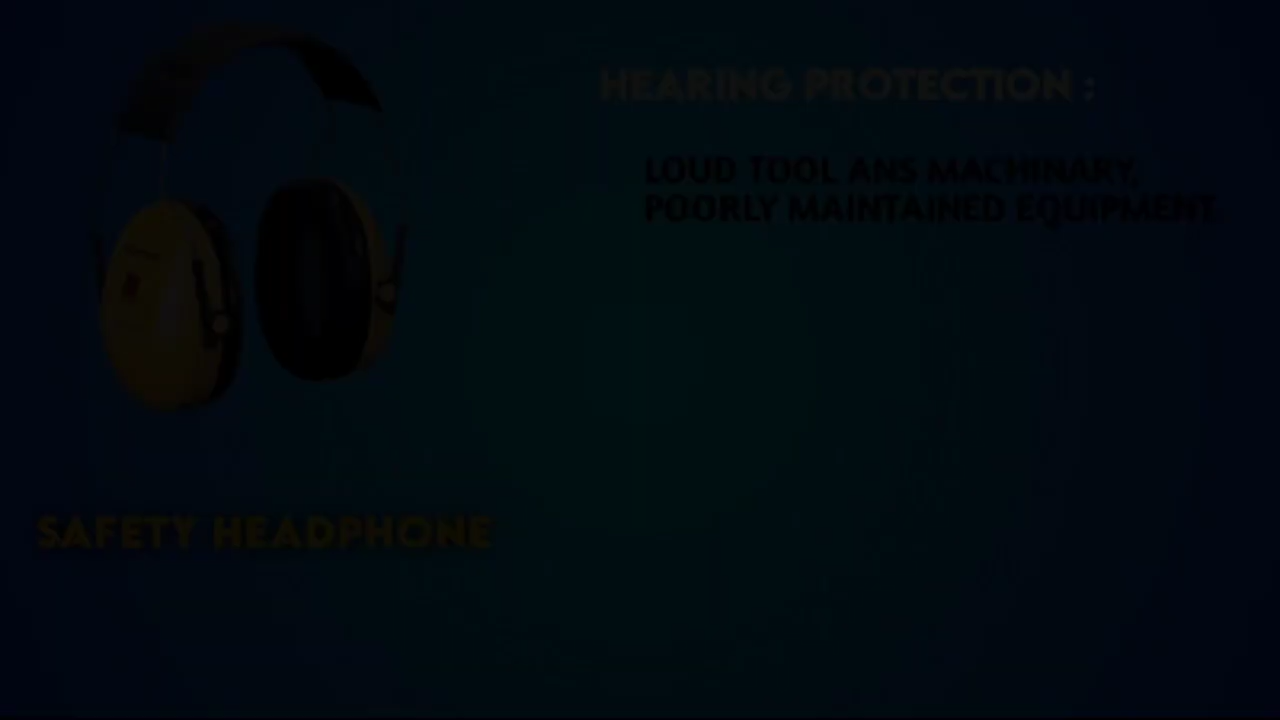 HEARING PROTECTION :
LOUD TOOL ANS MACHINARY,
POORLY MAINTAINED EQUIPMENT
SAFETY HEADPHONE